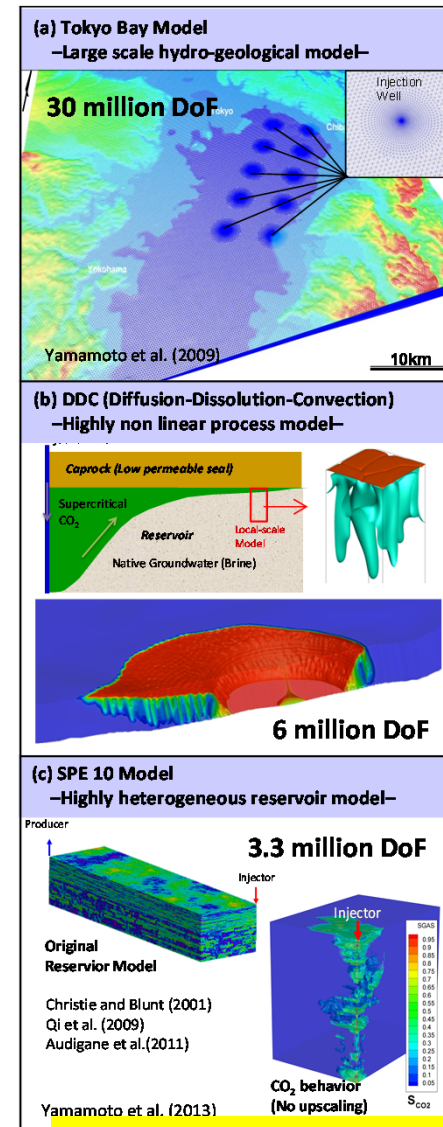 (a) Tokyo Bay Model
–Large scale hydro-geological model–
30 million DoF
Tokyo
Chiba
Injection
Well
Yokohama
Yamamoto et al. (2009)
10km
(b) DDC (Diffusion-Dissolution-Convection)
–Highly non linear process model–
Caprock (Low permeable seal)
Supercritical
CO2
Reservoir
Native Groundwater (Brine)
Local-scale
Model
6 million DoF
(c) SPE 10 Model
–Highly heterogeneous reservoir model–
Producer
3.3 million DoF
Injector
Injector
Original
Reservior Model
SGAS
0.95
0.9
0.85
0.8
0.75
0.7
0.65
0.6
0.55
0.5
0.45
0.4
0.35
0.3
0.25
0.2
0.15
0.1
0.05
Christie and Blunt (2001)
Qi et al. (2009)
Audigane et al.(2011)
CO2 behavior
(No upscaling)
SCO2
Yamamoto et al. (2013)